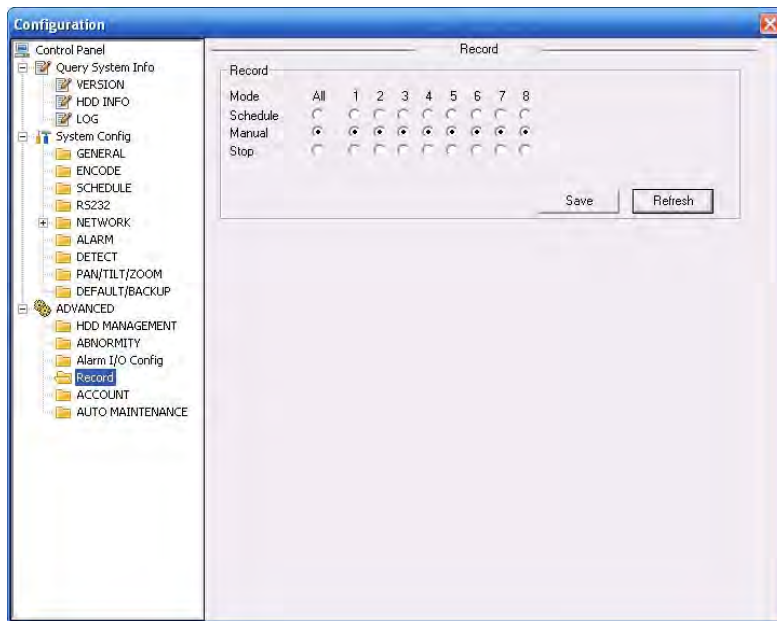 Configuration
Control Panel
Query System Info
VERSION
HDD INFO
LOG
System Config
GENERAL
ENCODE
SCHEDULE
RS232
NETWORK
ALARM
DETECT
PAN/TILT/ZOOM
DEFAULT/BACKUP
ADVANCED
HDD MANAGEMENT
ABNORMITY
Alarm I/O Config
Record
ACCOUNT
AUTO MAINTENANCE
Record
Record
Mode All 1 2 3 4 5 6 7 8
Schedule
Manual
Stop
Save Refresh